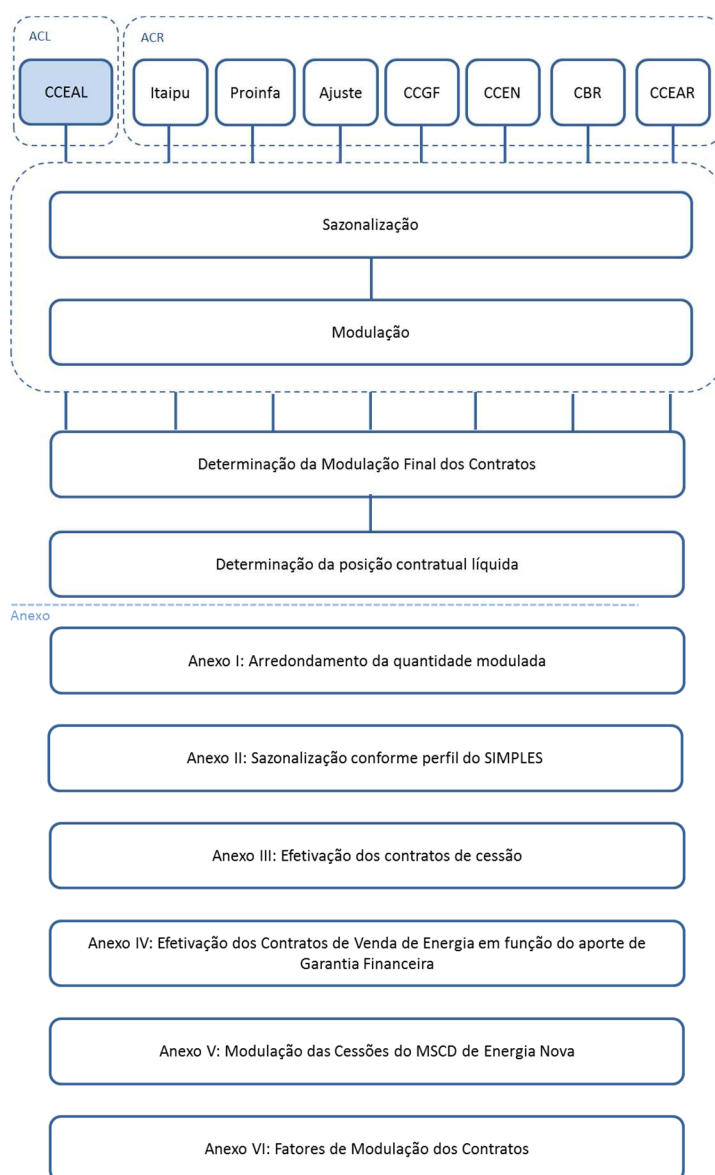 ACL
ACR
CCEAL
Itaipu
Proinfa
Ajuste
CCGF
CCEN
CBR
CCEAR
Sazonalização
Modulação
Determinação da Modulação Final dos Contratos
Determinação da posição contratual líquida
Anexo
Anexo I: Arredondamento da quantidade modulada
Anexo II: Sazonalização conforme perfil do SIMPLES
Anexo III: Efetivação dos contratos de cessão
Anexo IV: Efetivação dos Contratos de Venda de Energia em função do aporte de
Garantia Financeira
Anexo V: Modulação das Cessões do MSCD de Energia Nova
Anexo VI: Fatores de Modulação dos Contratos